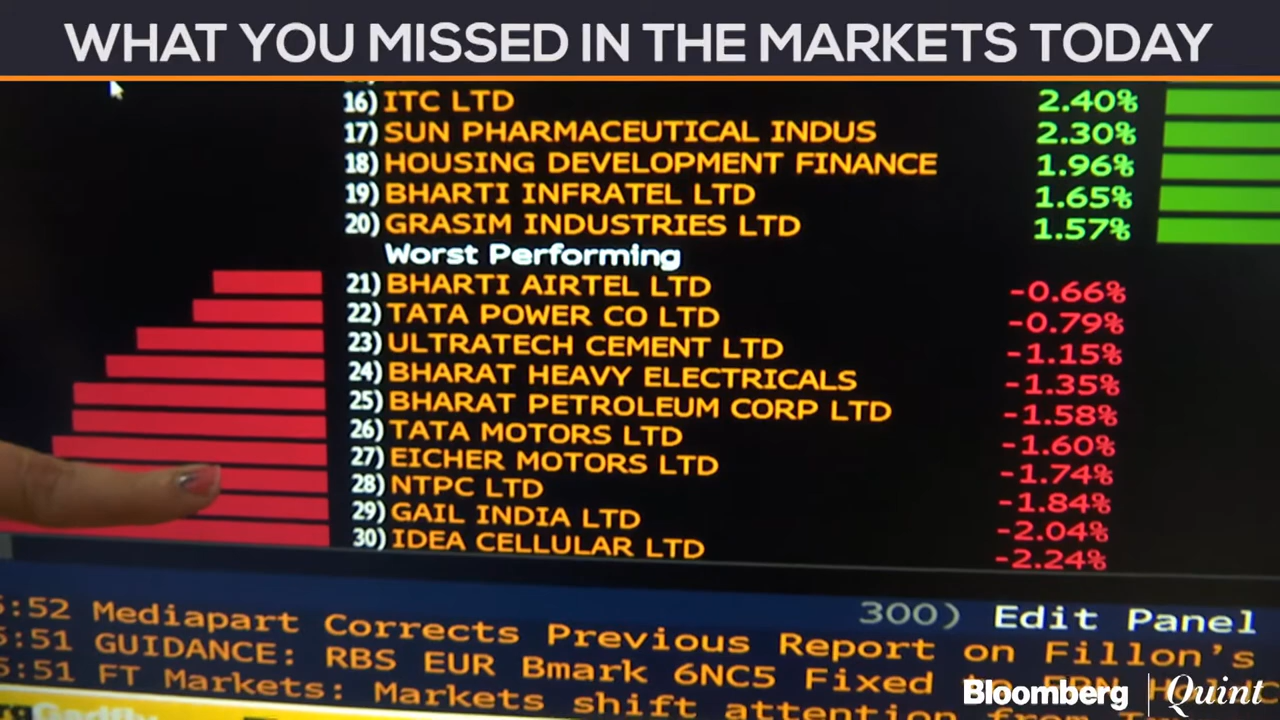 WHAT YOU MISSED IN THE MARKETS TODAY
16) ITC LTD 2.40%
17) SUN PHARMACEUTICAL INDUS 2.30%
18) HOUSING DEVELOPMENT FINANCE 1.96%
19) BHARTI INFRATEL LTD 1.65%
20) GRASIM INDUSTRIES LTD 1.57%
Worst Performing
21) BHARTI AIRTEL LTD -0.66%
22) TATA POWER CO LTD -0.79%
23) ULTRATECH CEMENT LTD -1.15%
24) BHARAT HEAVY ELECTRICALS -1.35%
25) BHARAT PETROLEUM CORP LTD -1.58%
26) TATA MOTORS LTD -1.60%
27) EICHER MOTORS LTD -1.74%
28) NTPC LTD -1.84%
29) GAIL INDIA LTD -2.04%
30) IDEA CELLULAR LTD -2.24%
300) Edit Panel
5:52 Mediapart Corrects Previous Report on Fillon's
5:51 GUIDANCE: RBS EUR Bmark 6NC5 Fixed
5:51 FT Markets: Markets shift attention from
Bloomberg | Quint